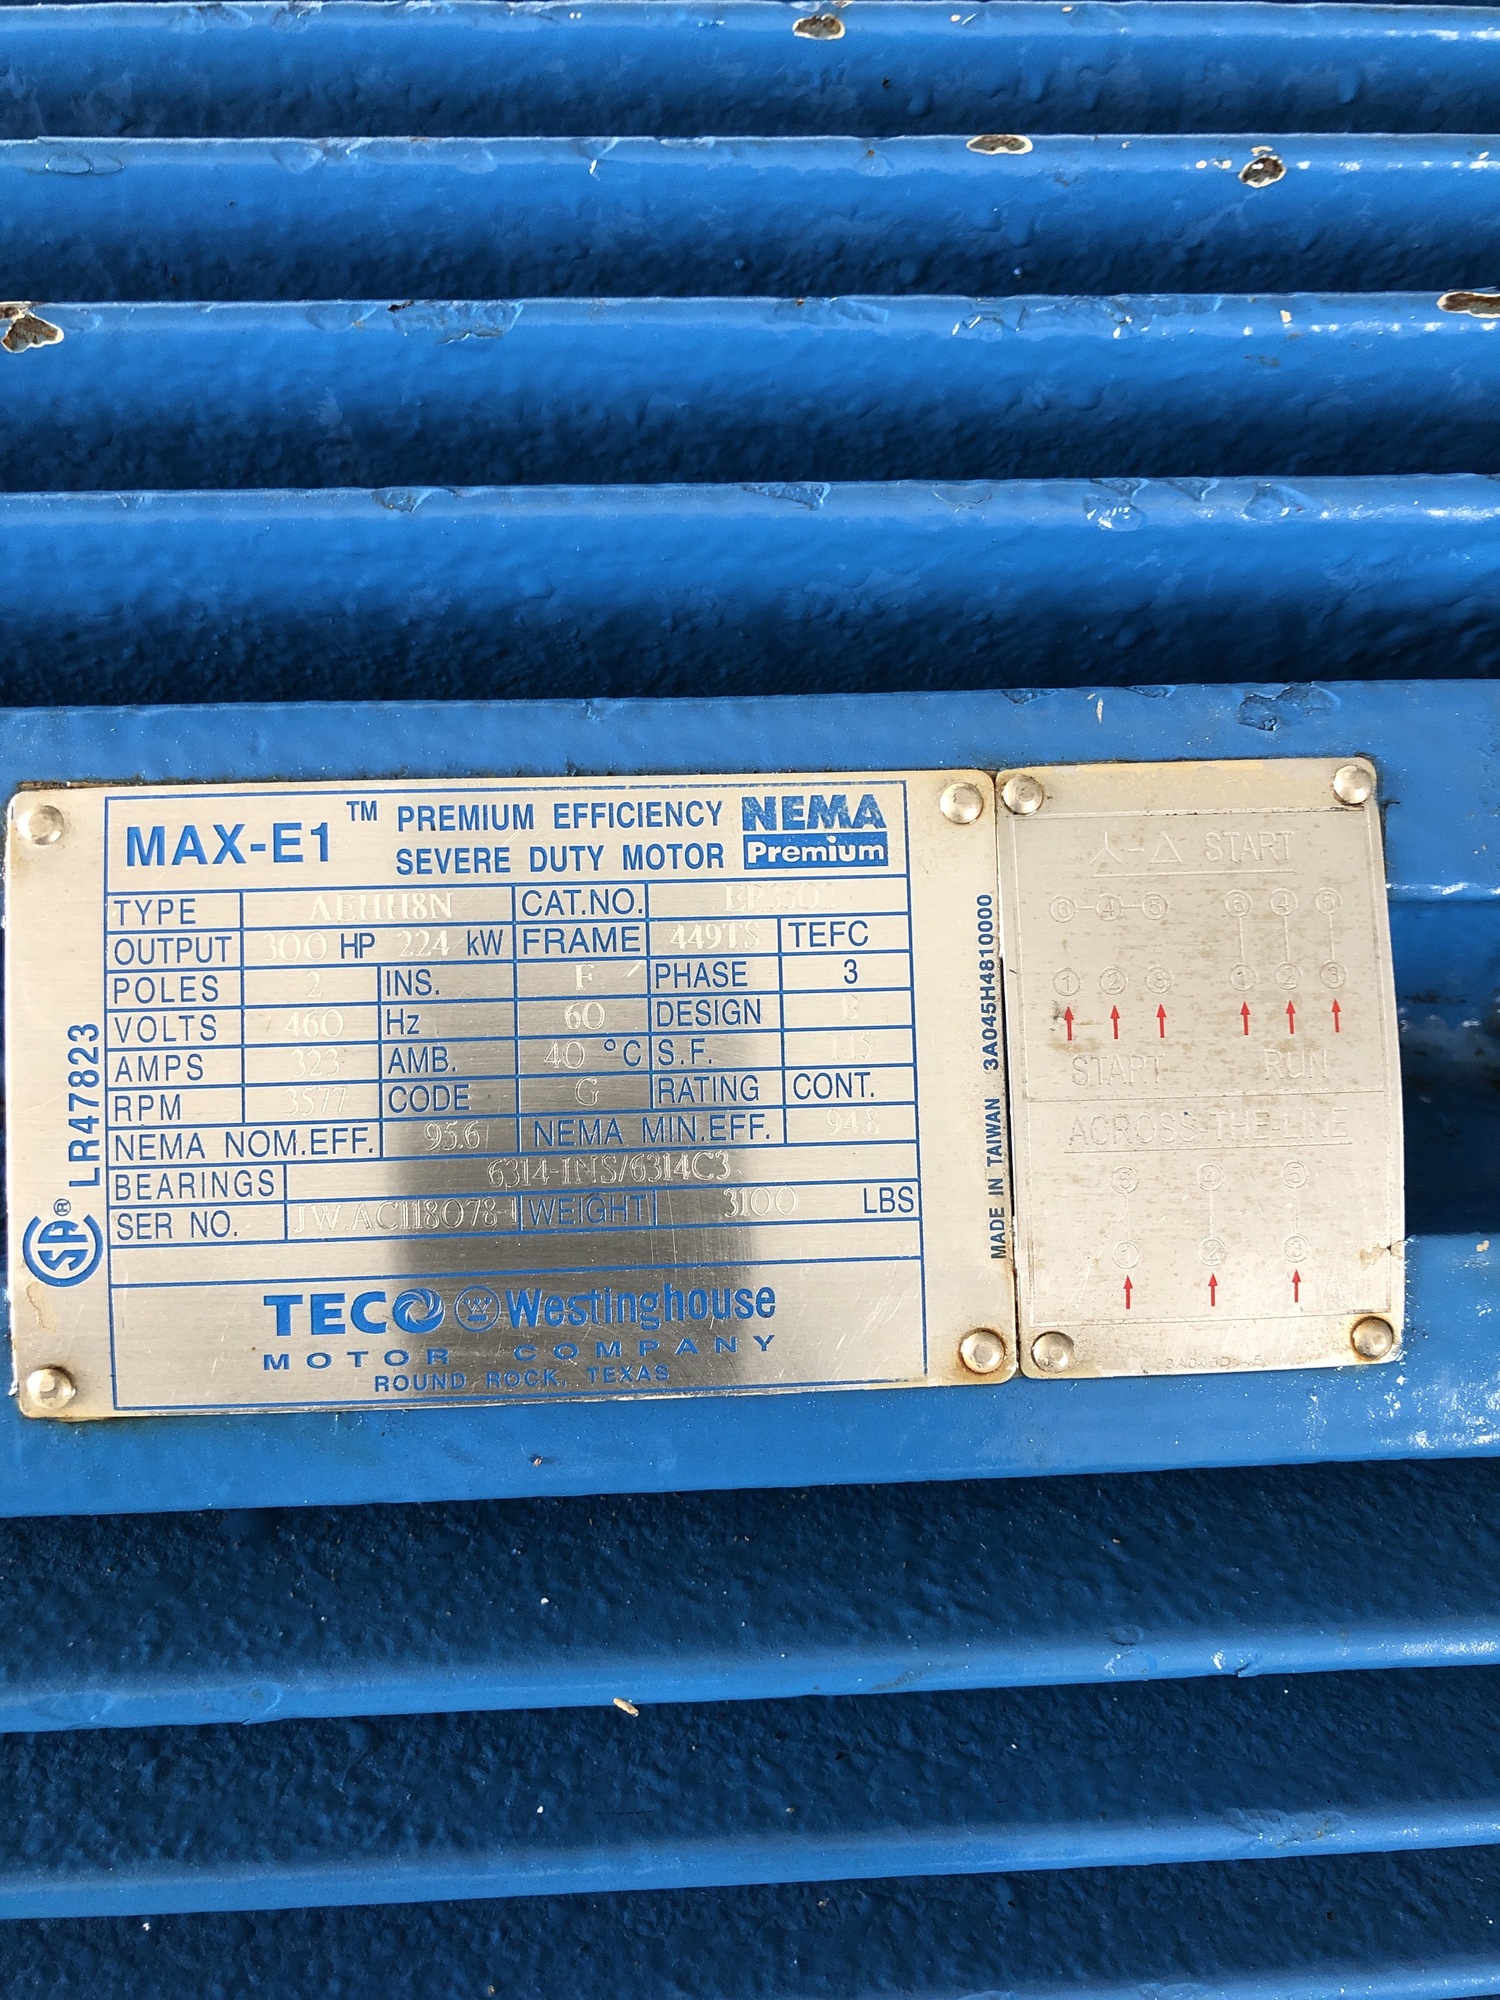 MAX-E1 ™ PREMIUM EFFICIENCY SEVERE DUTY MOTOR NEMA Premium
TYPE AEHH8N CAT.NO. EP3502
OUTPUT 300 HP 224 kW FRAME 449TS TEFC
POLES 2 INS. F PHASE 3
VOLTS 460 Hz 60 DESIGN B
AMPS 323 AMB. 40 °C S.F. 1.15
RPM 3577 CODE G RATING CONT.
NEMA NOM.EFF. 95.6 NEMA MIN.EFF. 94.8
BEARINGS 6314-INS/6314C3
SER NO. JW.AC118078-1 WEIGHT 3100 LBS
TECO Westinghouse
MOTOR COMPANY
ROUND ROCK, TEXAS
SA ® LR47823
MADE IN TAIWAN 3A045H4810000
Δ START
6 4 5 6 4 5
1 2 3 1 2 3
START RUN
ACROSS-THE-LINE
6 4 5
1 2 3